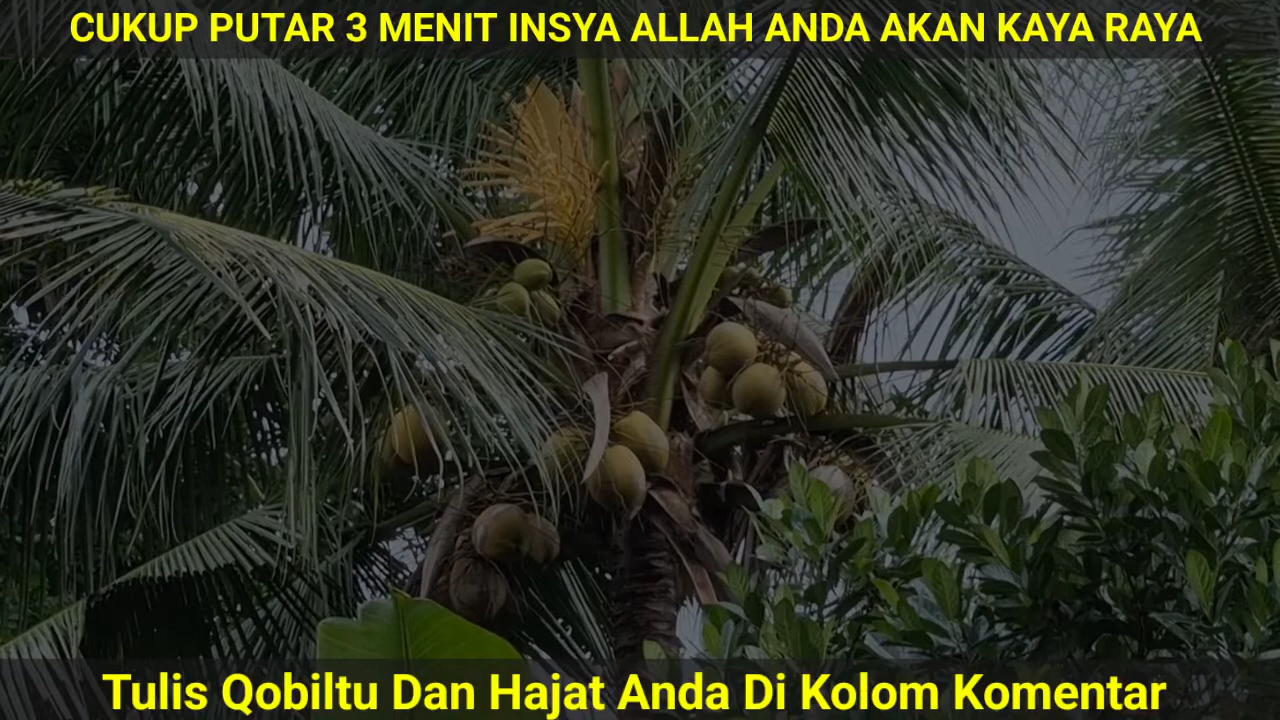 CUKUP PUTAR 3 MENIT INSYA ALLAH ANDA AKAN KAYA RAYA
Tulis Qobiltu Dan Hajat Anda Di Kolom Komentar